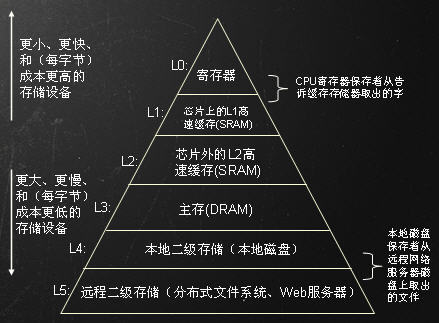 更小、更快、
和（每字节）
成本更高的
存储设备
L0:
寄存器
CPU寄存器保存者从告
诉缓存存储器取出的字
L1:
芯片上的L1高
速缓存(SRAM)
L2:
芯片外的L2高
速缓存(SRAM)
更大、更慢、
和（每字节）
成本更低的
存储设备
L3:
主存(DRAM)
L4:
本地二级存储（本地磁盘）
本地磁盘
保存者从
远程网络
服务器磁
盘上取出
的文件
L5:
远程二级存储（分布式文件系统、Web服务器）